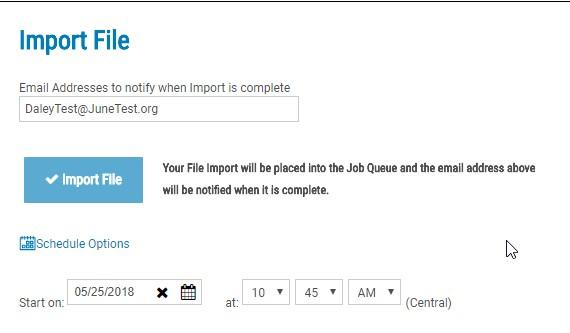 Import File
Email Addresses to notify when Import is complete
DaleyTest@JuneTest.org
Import File
Your File Import will be placed into the Job Queue and the email address above
will be notified when it is complete.
Schedule Options
Start on: 05/25/2018 at: 10 45 AM (Central)